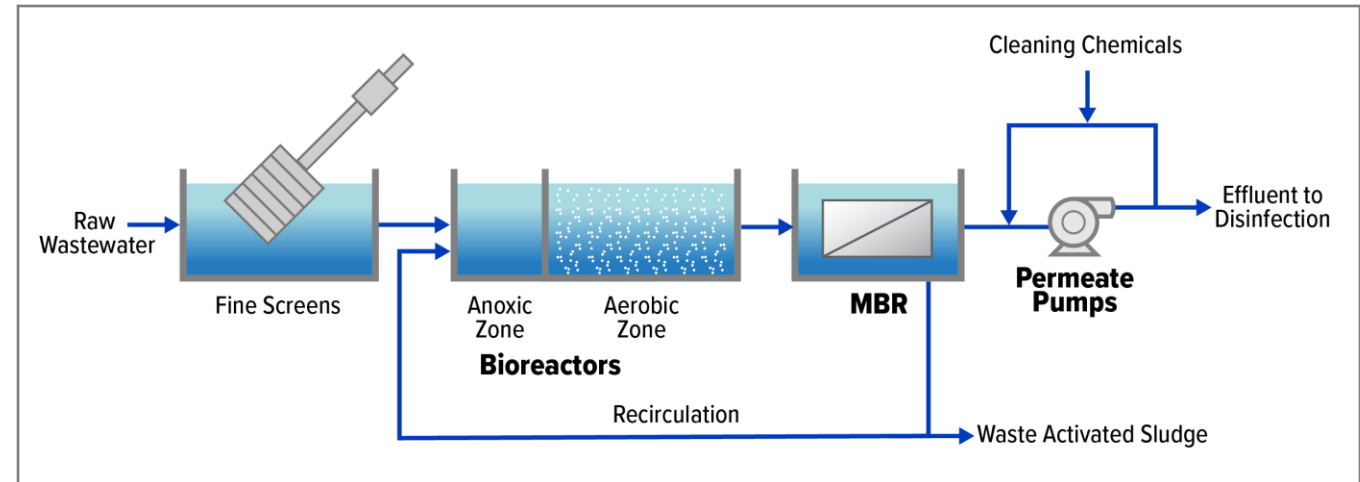 Cleaning Chemicals
Raw
Wastewater
Effluent to
Disinfection
Fine Screens
Anoxic
Zone
Aerobic
Zone
Bioreactors
MBR
Permeate
Pumps
Recirculation
Waste Activated Sludge